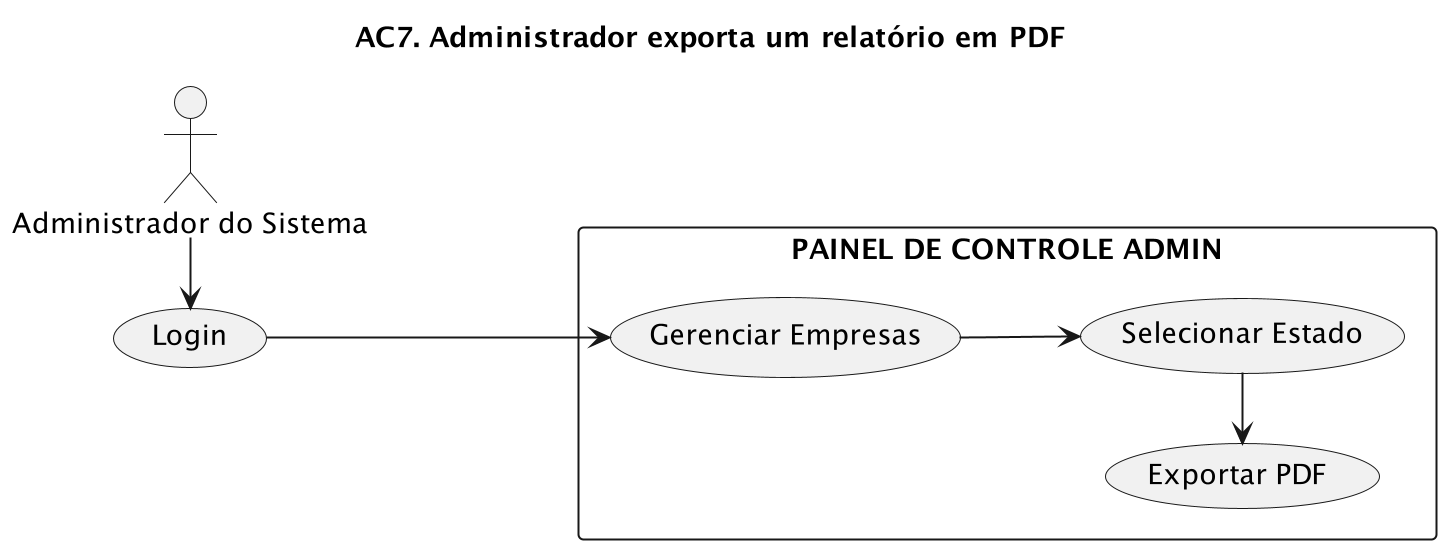 AC7. Administrador exporta um relatório em PDF
Administrador do Sistema
PAINEL DE CONTROLE ADMIN
Login
Gerenciar Empresas
Selecionar Estado
Exportar PDF